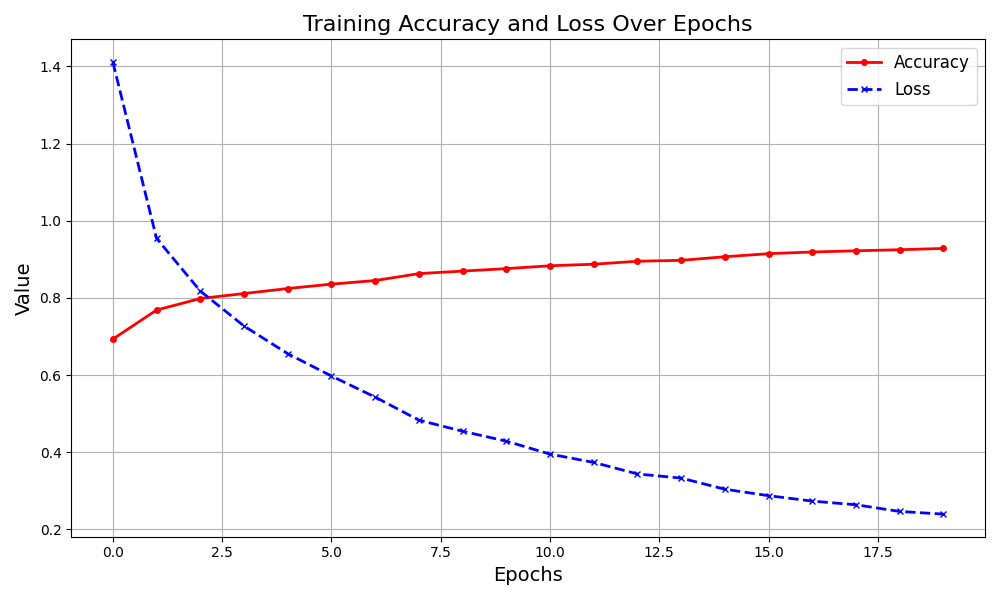 Training Accuracy and Loss Over Epochs
Accuracy
Loss
Value
1.4
1.2
1.0
0.8
0.6
0.4
0.2
0.0 2.5 5.0 7.5 10.0 12.5 15.0 17.5
Epochs